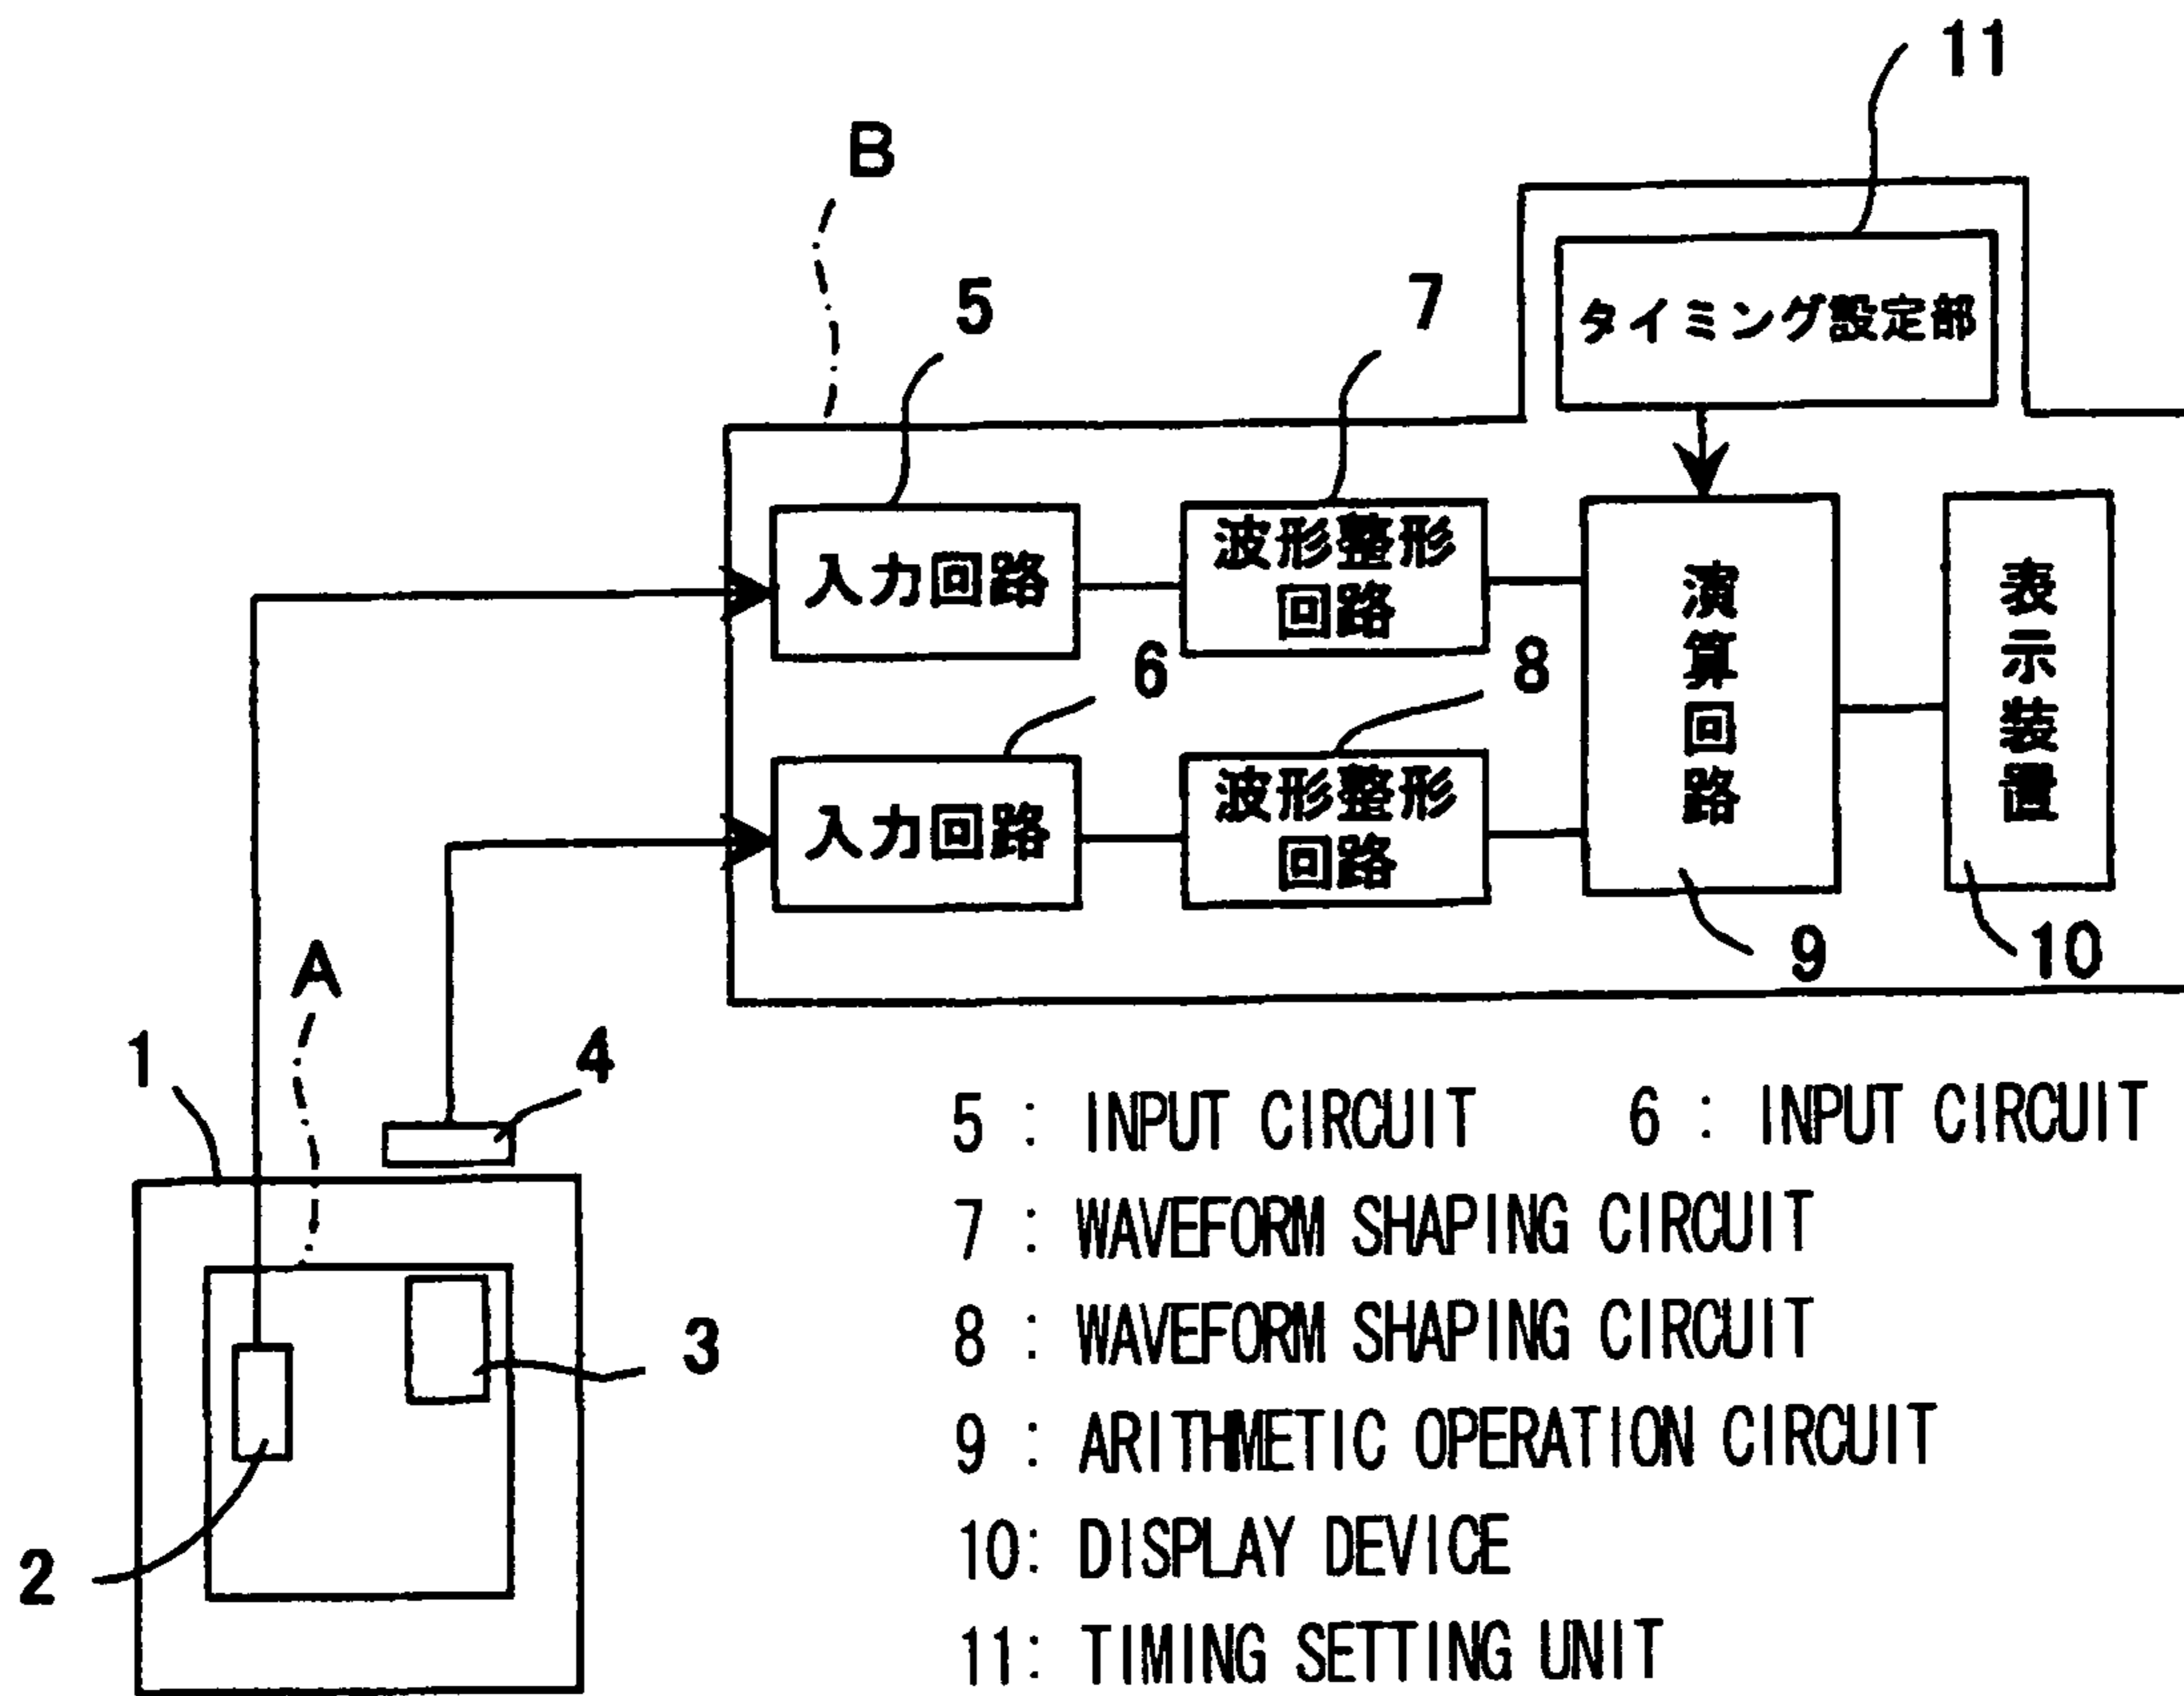 11
B
5
7
タイミング設定部
入力回路
波形整形
回路
演算回路
表示装置
6
8
入力回路
波形整形
回路
9
10
A
1
4
3
2
5 : INPUT CIRCUIT 6 : INPUT CIRCUIT
7 : WAVEFORM SHAPING CIRCUIT
8 : WAVEFORM SHAPING CIRCUIT
9 : ARITHMETIC OPERATION CIRCUIT
10: DISPLAY DEVICE
11: TIMING SETTING UNIT